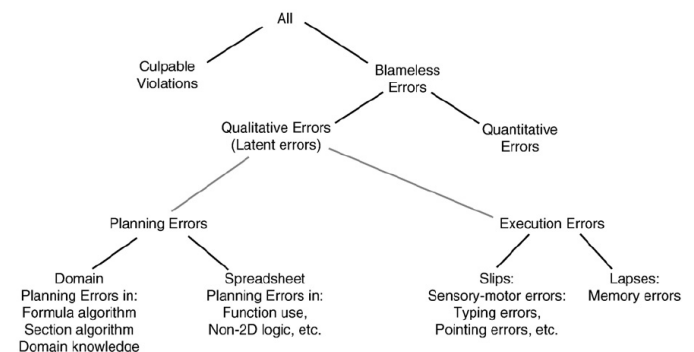 All
Culpable
Violations
Blameless
Errors
Qualitative Errors
(Latent errors)
Quantitative
Errors
Planning Errors
Execution Errors
Domain
Planning Errors in:
Formula algorithm
Section algorithm
Domain knowledge
Spreadsheet
Planning Errors in:
Function use,
Non-2D logic, etc.
Slips:
Sensory-motor errors:
Typing errors,
Pointing errors, etc.
Lapses:
Memory errors